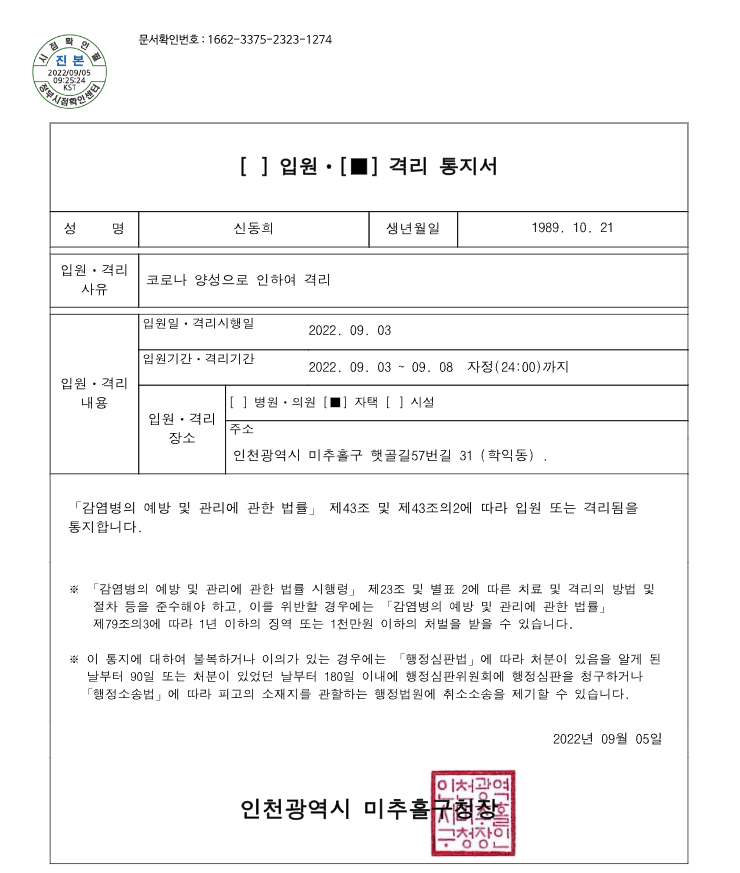 문서확인번호 : 1662-3375-2323-1274
시점확인필
진 본
2022/09/05
09:25:24
KST
정부시점확인센터
[ ] 입원·[■] 격리 통지서
성 명
신동희
생년월일
1989. 10. 21
입원·격리
사유
코로나 양성으로 인하여 격리
입원·격리
내용
입원일·격리시행일
2022. 09. 03
입원기간·격리기간
2022. 09. 03 ~ 09. 08 자정(24:00)까지
입원·격리
장소
[ ] 병원·의원 [■] 자택 [ ] 시설
주소
인천광역시 미추홀구 햇골길57번길 31 (학익동) .
「감염병의 예방 및 관리에 관한 법률」 제43조 및 제43조의2에 따라 입원 또는 격리됨을
통지합니다.
※ 「감염병의 예방 및 관리에 관한 법률 시행령」 제23조 및 별표 2에 따른 치료 및 격리의 방법 및
절차 등을 준수해야 하고, 이를 위반할 경우에는 「감염병의 예방 및 관리에 관한 법률」
제79조의3에 따라 1년 이하의 징역 또는 1천만원 이하의 처벌을 받을 수 있습니다.
※ 이 통지에 대하여 불복하거나 이의가 있는 경우에는 「행정심판법」에 따라 처분이 있음을 알게 된
날부터 90일 또는 처분이 있었던 날부터 180일 이내에 행정심판위원회에 행정심판을 청구하거나
「행정소송법」에 따라 피고의 소재지를 관할하는 행정법원에 취소소송을 제기할 수 있습니다.
2022년 09월 05일
인천광역시 미추홀구청장
인천광역
시미추홀
구청장인